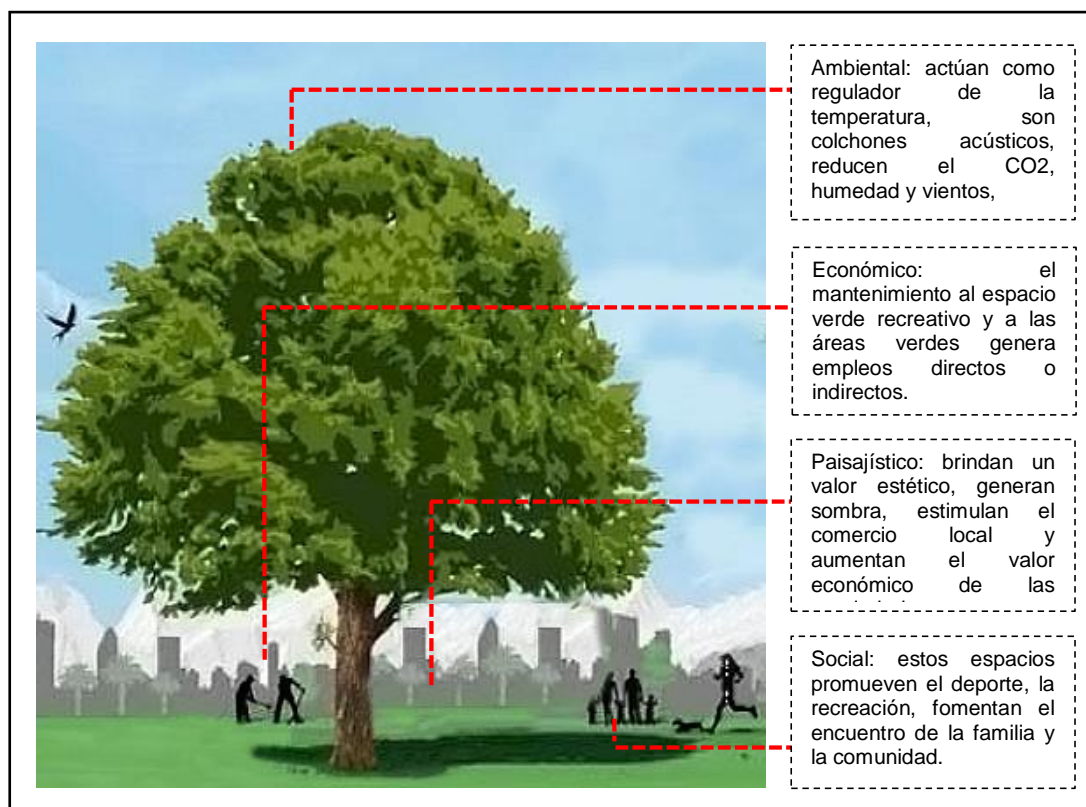 Ambiental: actúan como
regulador de la
temperatura, son
colchones acústicos,
reducen el CO2,
humedad y vientos,
Económico: el
mantenimiento al espacio
verde recreativo y a las
áreas verdes genera
empleos directos o
indirectos.
Paisajístico: brindan un
valor estético, generan
sombra, estimulan el
comercio local y
aumentan el valor
económico de las
Social: estos espacios
promueven el deporte, la
recreación, fomentan el
encuentro de la familia y
la comunidad.